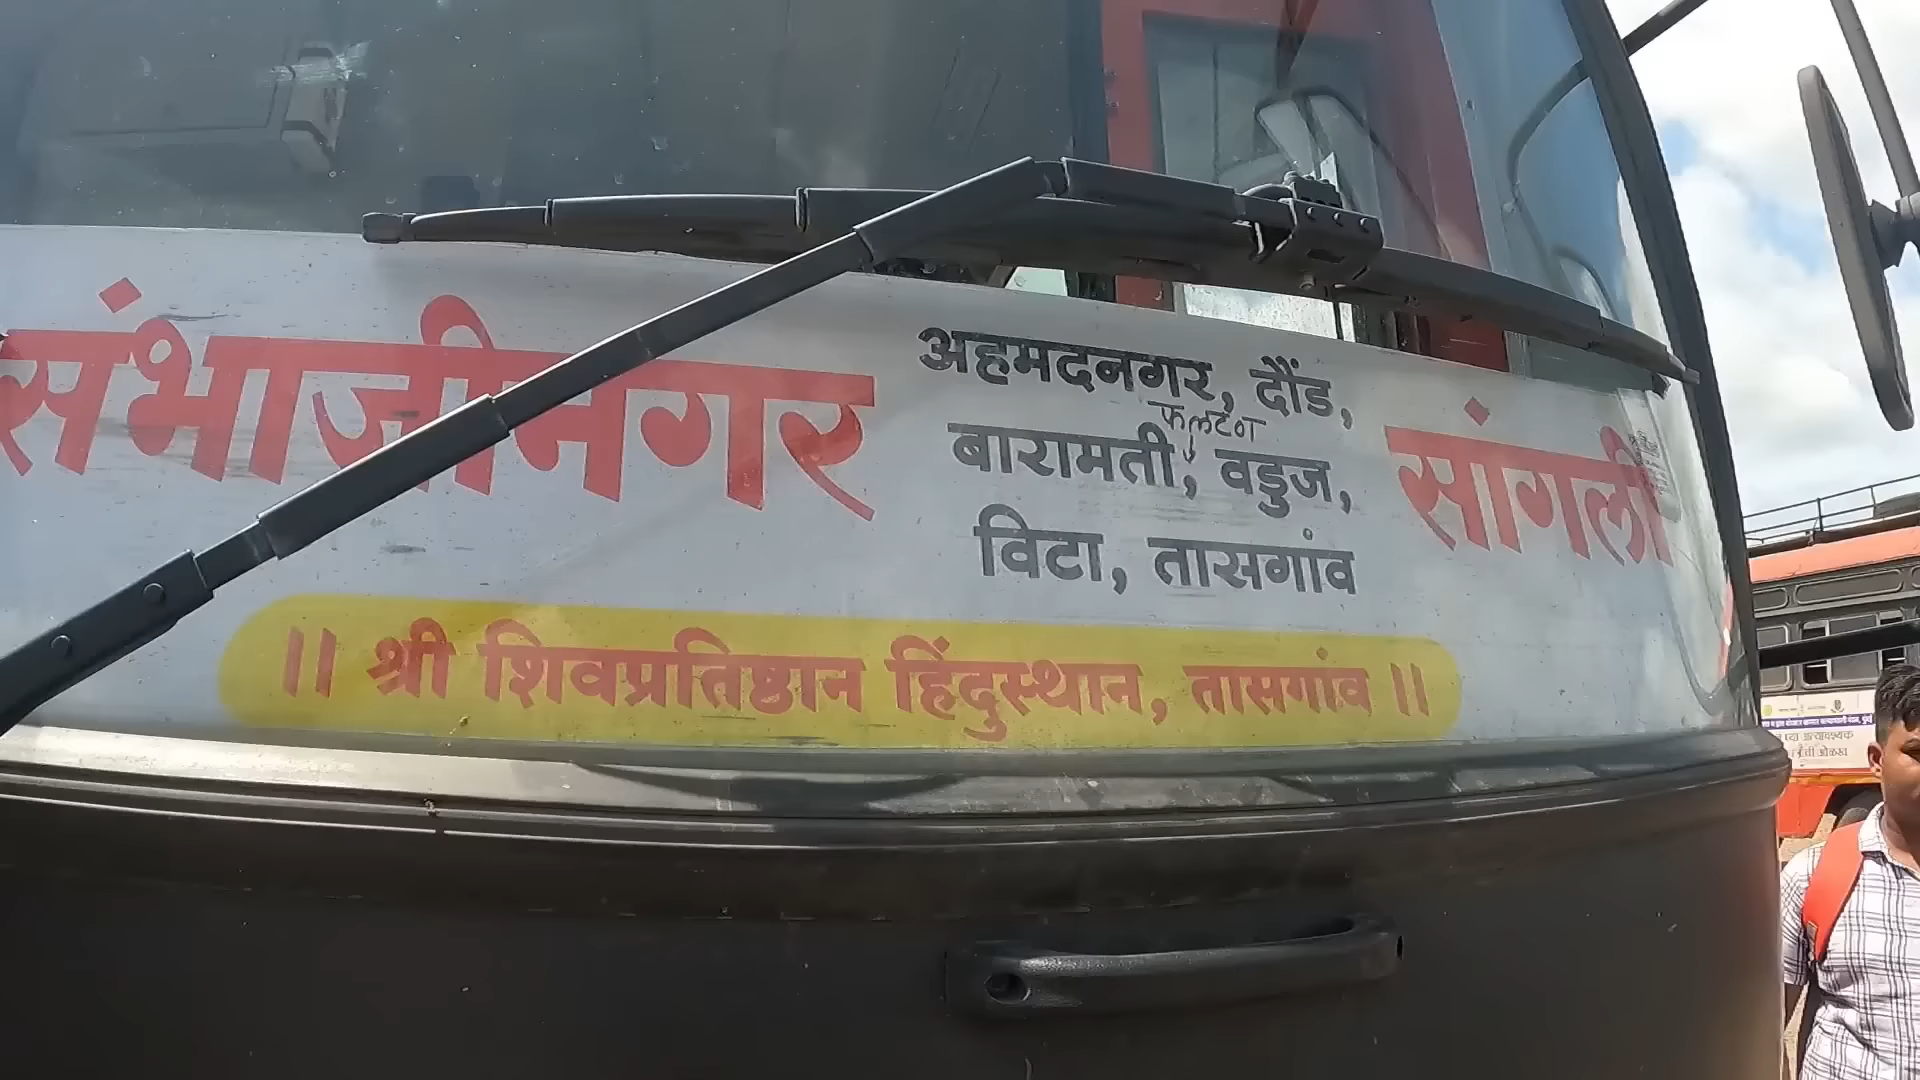 संभाजीनगर
अहमदनगर, दौंड,
फलटण
बारामती, वडुज,
विटा, तासगांव
सांगली
।। श्री शिवप्रतिष्ठान हिंदुस्थान, तासगांव ।।